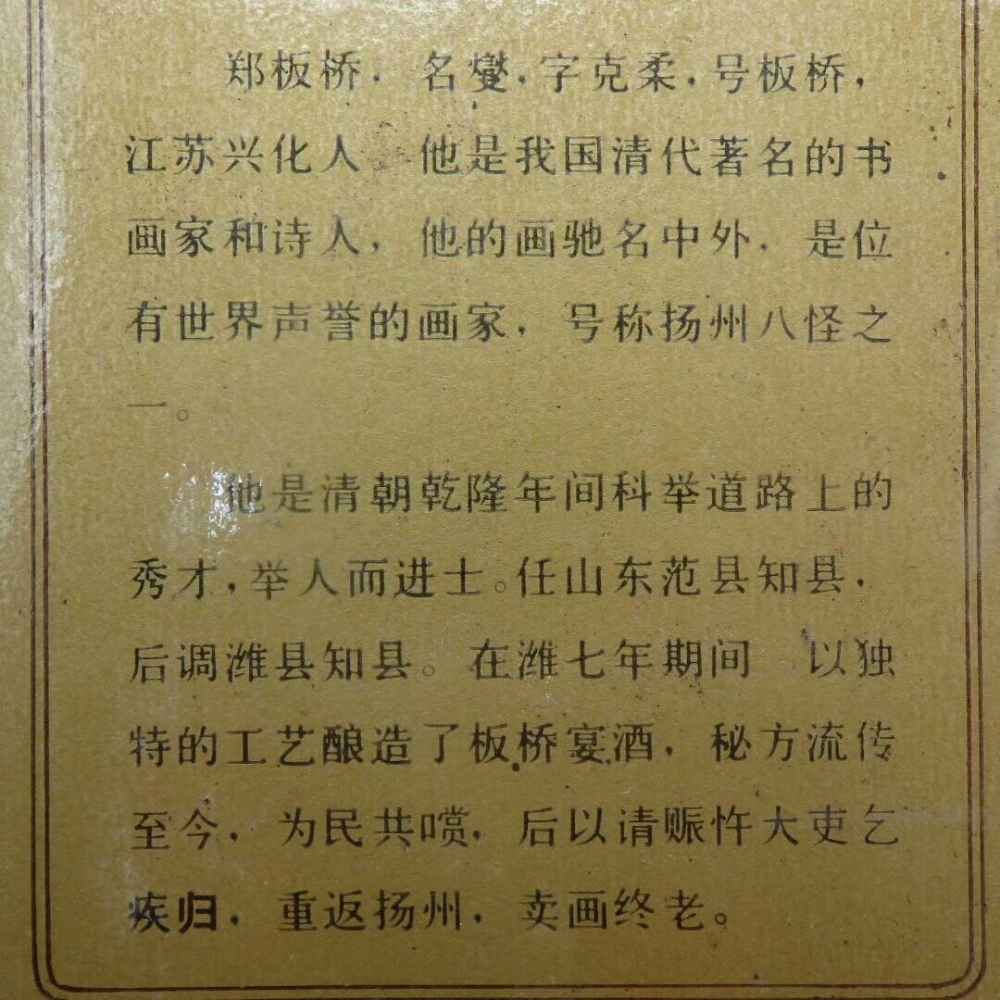 郑板桥，名燮，字克柔，号板桥，
江苏兴化人　他是我国清代著名的书
画家和诗人，他的画驰名中外，是位
有世界声誉的画家，号称扬州八怪之
一。
他是清朝乾隆年间科举道路上的
秀才，举人而进士。任山东范县知县，
后调潍县知县。在潍七年期间　以独
特的工艺酿造了板桥宴酒，秘方流传
至今，为民共喷，后以请赈忤大吏乞
疾归，重返扬州，卖画终老。